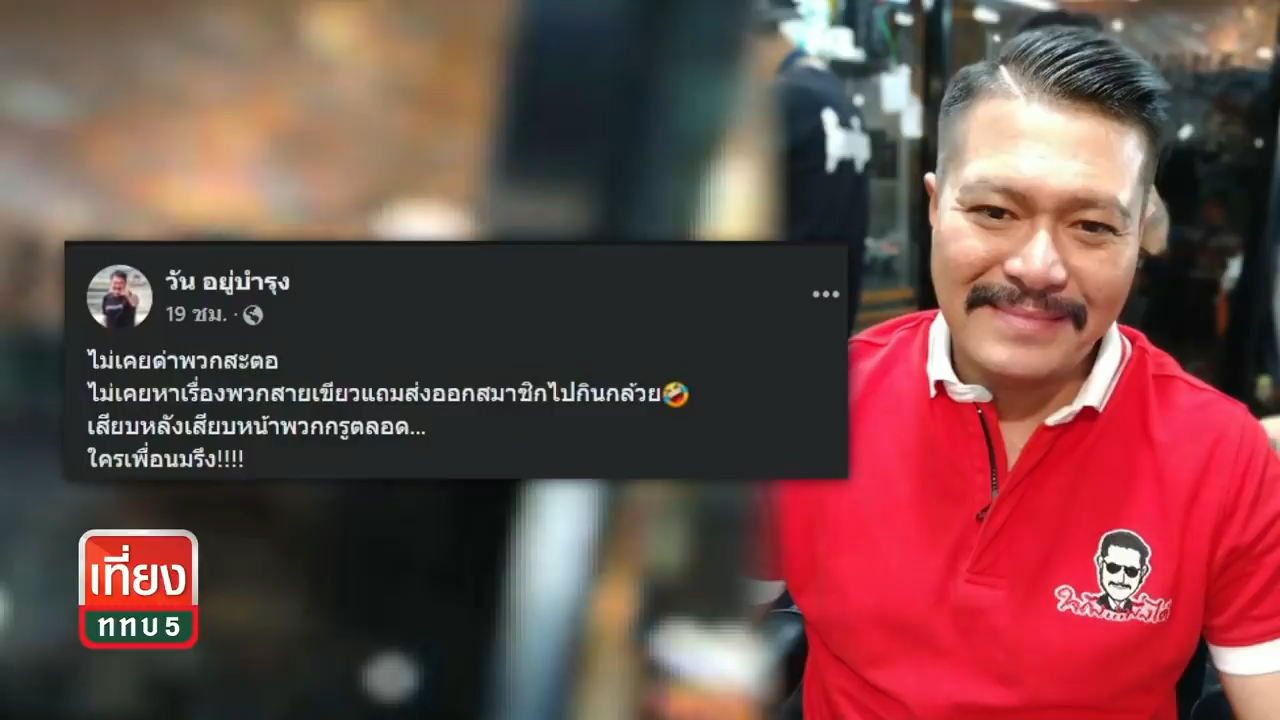 วัน อยู่บำรุง
19 ชม. ·
ไม่เคยด่าพวกสะตอ
ไม่เคยหาเรื่องพวกสายเขียวแถมส่งออกสมาชิกไปกินกล้วย🤣
เสียบหลังเสียบหน้าพวกกรูตลอด...
ใครเพื่อนมรึง!!!!
เที่ยง
ททบ 5